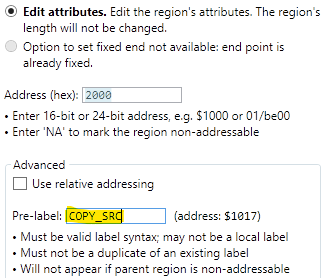 Edit attributes. Edit the region's attributes. The region's
length will not be changed.
Option to set fixed end not available: end point is
already fixed.
Address (hex): 2000
• Enter 16-bit or 24-bit address, e.g. $1000 or 01/be00
• Enter 'NA' to mark the region non-addressable
Advanced
Use relative addressing
Pre-label: COPY_SRC (address: $1017)
• Must be valid label syntax; may not be a local label
• Must not be a duplicate of an existing label
• Will not appear if parent region is non-addressable